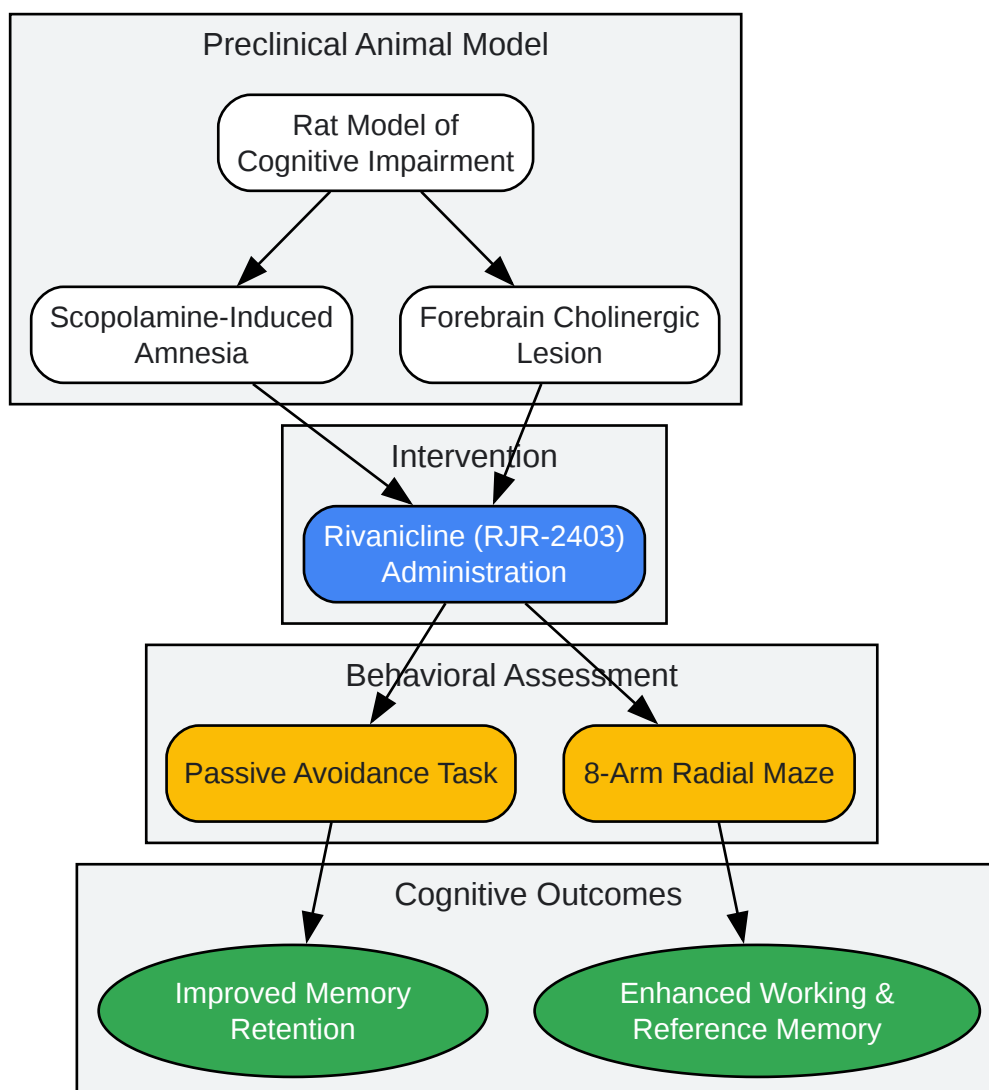 Preclinical Animal Model
Rat Model of
Cognitive Impairment
Scopolamine-Induced
Amnesia
Forebrain Cholinergic
Lesion
Intervention
Rivanicline (RJR-2403)
Administration
Behavioral Assessment
Passive Avoidance Task
8-Arm Radial Maze
Cognitive Outcomes
Improved Memory
Retention
Enhanced Working &
Reference Memory